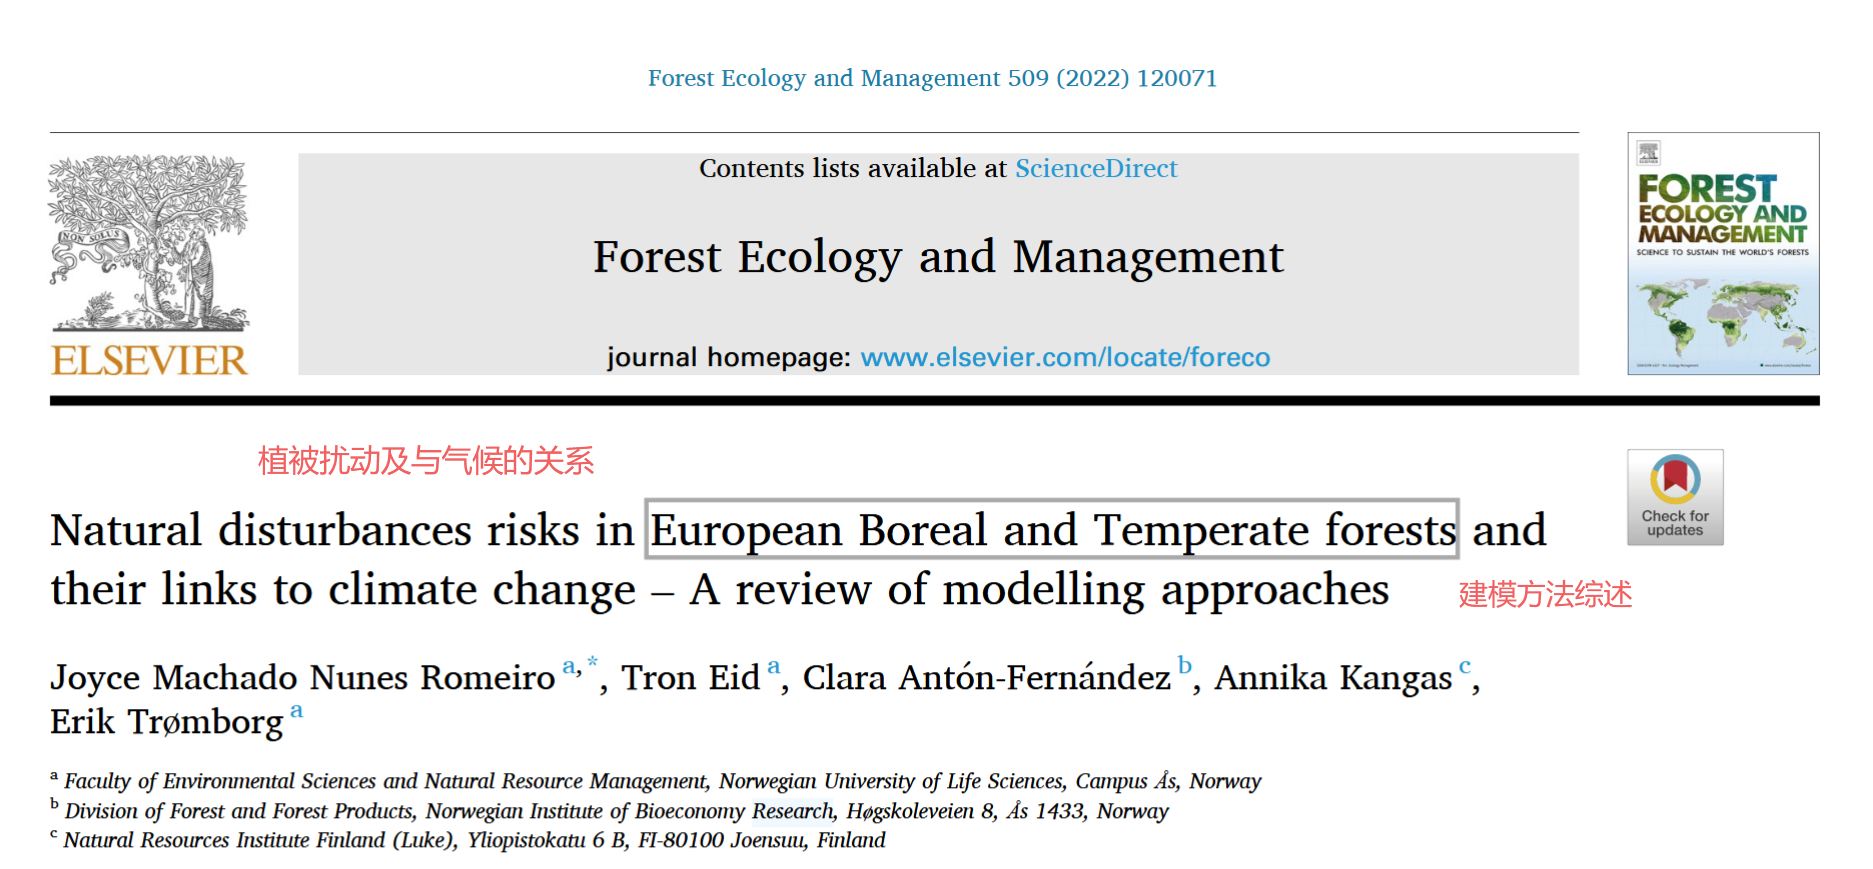 Forest Ecology and Management 509 (2022) 120071
Contents lists available at ScienceDirect
Forest Ecology and Management
journal homepage: www.elsevier.com/locate/foreco
NON SOLUS
ELSEVIER
FOREST
ECOLOGY AND
MANAGEMENT
SCIENCE TO SUSTAIN THE WORLD'S FORESTS
植被扰动及与气候的关系
Natural disturbances risks in European Boreal and Temperate forests and
their links to climate change – A review of modelling approaches
建模方法综述
Check for
updates
Joyce Machado Nunes Romeiro a,*, Tron Eid a, Clara Antón-Fernández b, Annika Kangas c,
Erik Trømborg a
a Faculty of Environmental Sciences and Natural Resource Management, Norwegian University of Life Sciences, Campus Ås, Norway
b Division of Forest and Forest Products, Norwegian Institute of Bioeconomy Research, Høgskoleveien 8, Ås 1433, Norway
c Natural Resources Institute Finland (Luke), Yliopistokatu 6 B, FI-80100 Joensuu, Finland